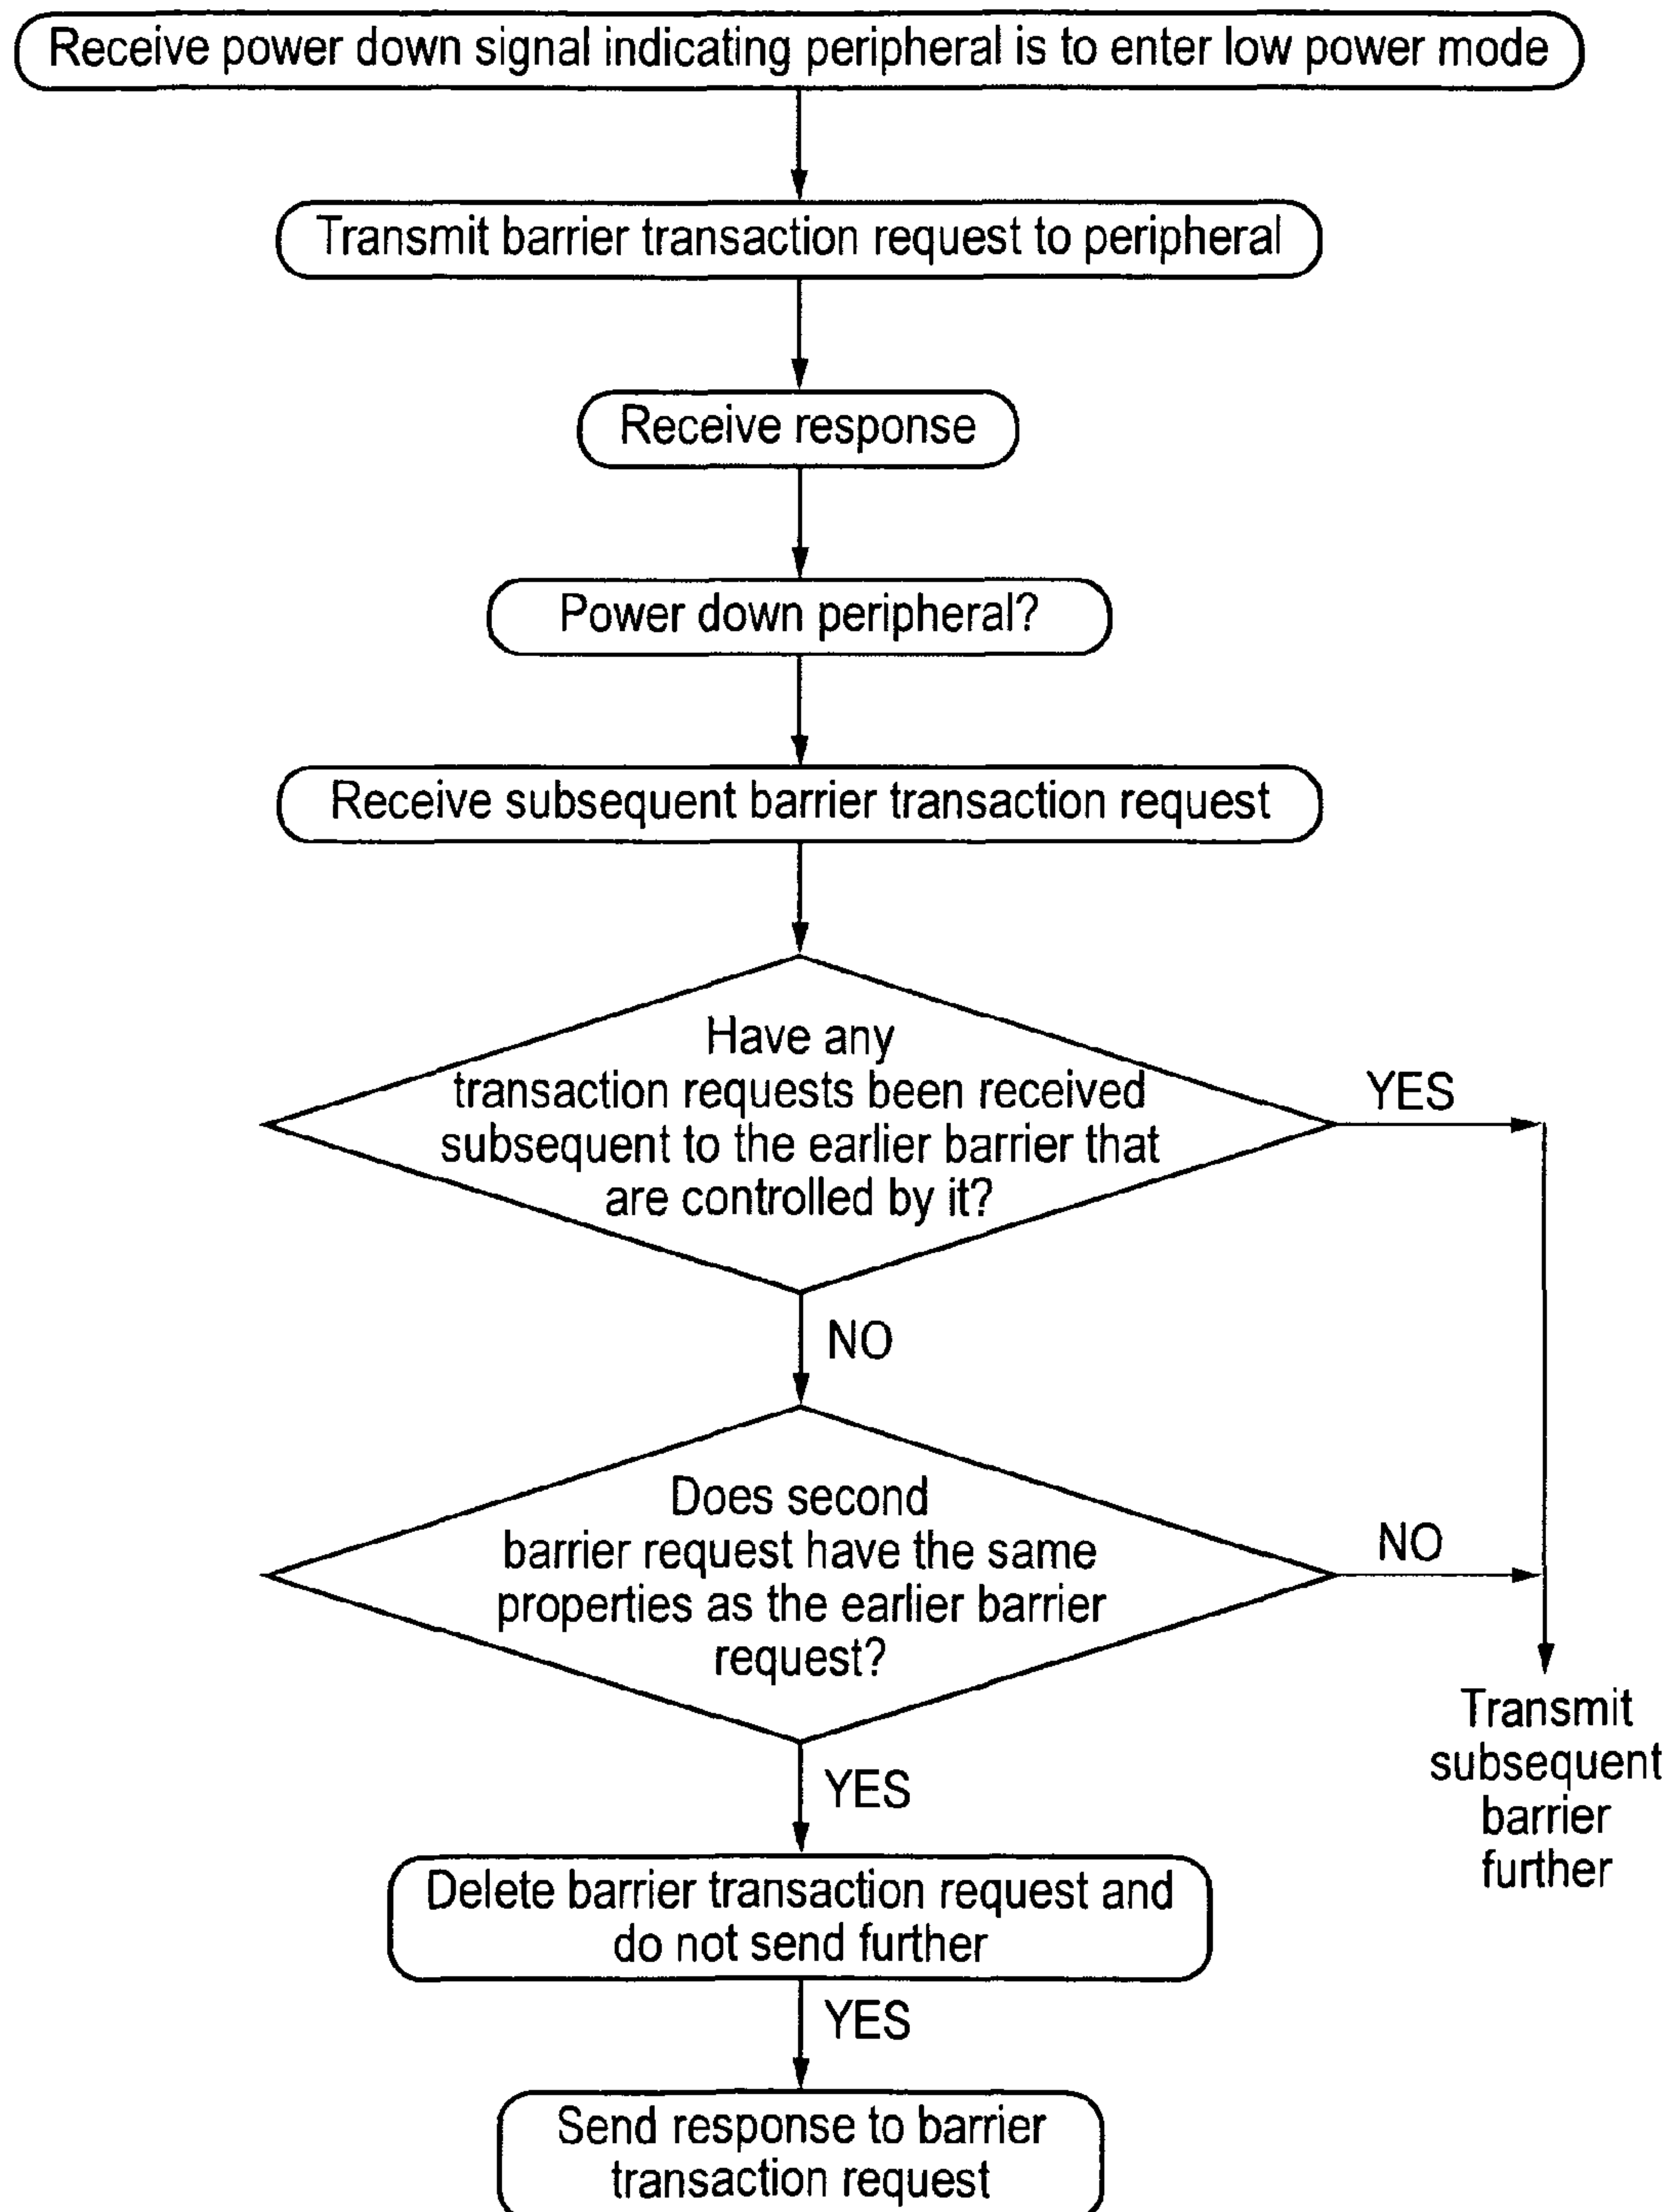 Receive power down signal indicating peripheral is to enter low power mode
Transmit barrier transaction request to peripheral
Receive response
Power down peripheral?
Receive subsequent barrier transaction request
Have any
transaction requests been received
subsequent to the earlier barrier that
are controlled by it?
YES
NO
Does second
barrier request have the same
properties as the earlier barrier
request?
NO
Transmit
subsequent
barrier
further
YES
Delete barrier transaction request and
do not send further
YES
Send response to barrier
transaction request